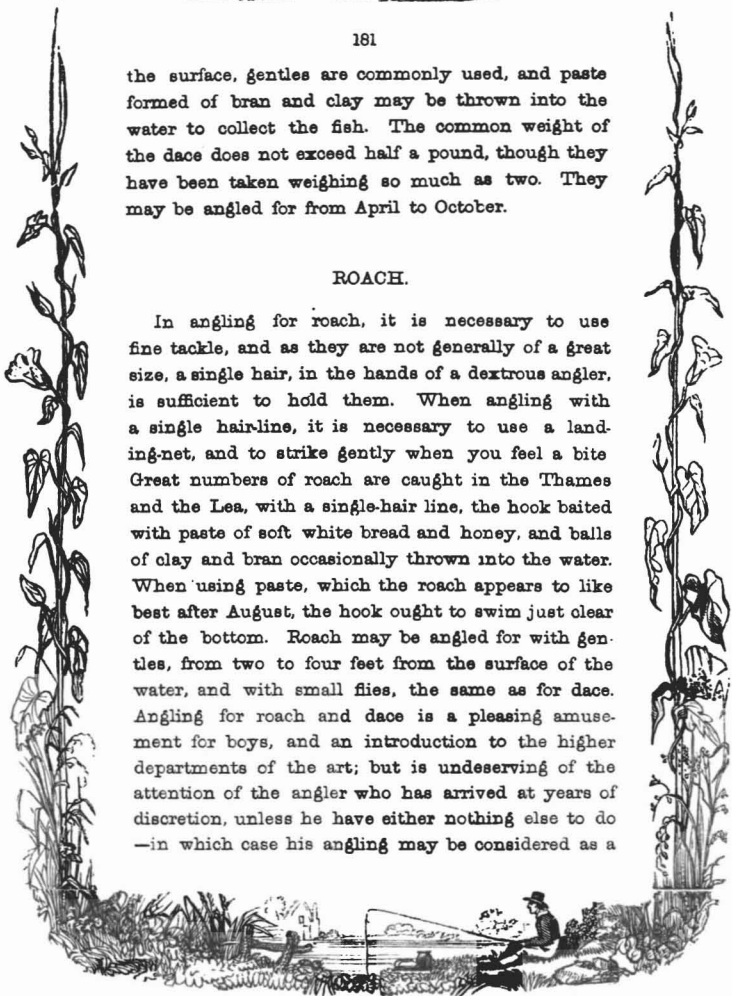 181
the surface, gentles are commonly used, and paste
formed of bran and clay may be thrown into the
water to collect the fish. The common weight of
the dace does not exceed half a pound, though they
have been taken weighing so much as two. They
may be angled for from April to October.
ROACH.
In angling for roach, it is necessary to use
fine tackle, and as they are not generally of a great
size, a single hair, in the hands of a dextrous angler,
is sufficient to hold them. When angling with
a single hair-line, it is necessary to use a land-
ing-net, and to strike gently when you feel a bite
Great numbers of roach are caught in the Thames
and the Lea, with a single-hair line, the hook baited
with paste of soft white bread and honey, and balls
of clay and bran occasionally thrown into the water.
When using paste, which the roach appears to like
best after August, the hook ought to swim just clear
of the bottom. Roach may be angled for with gen-
tles, from two to four feet from the surface of the
water, and with small flies, the same as for dace.
Angling for roach and dace is a pleasing amuse-
ment for boys, and an introduction to the higher
departments of the art; but is undeserving of the
attention of the angler who has arrived at years of
discretion, unless he have either nothing else to do
—in which case his angling may be considered as a